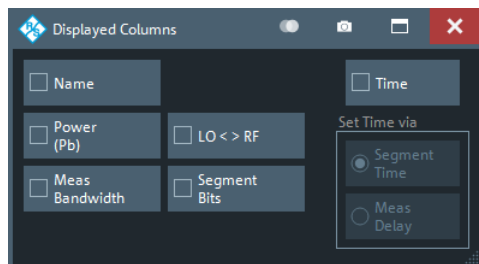 Displayed Columns
Name
Time
Power
(Pb)
LO < > RF
Set Time via
Segment
Time
Meas
Bandwidth
Segment
Bits
Meas
Delay